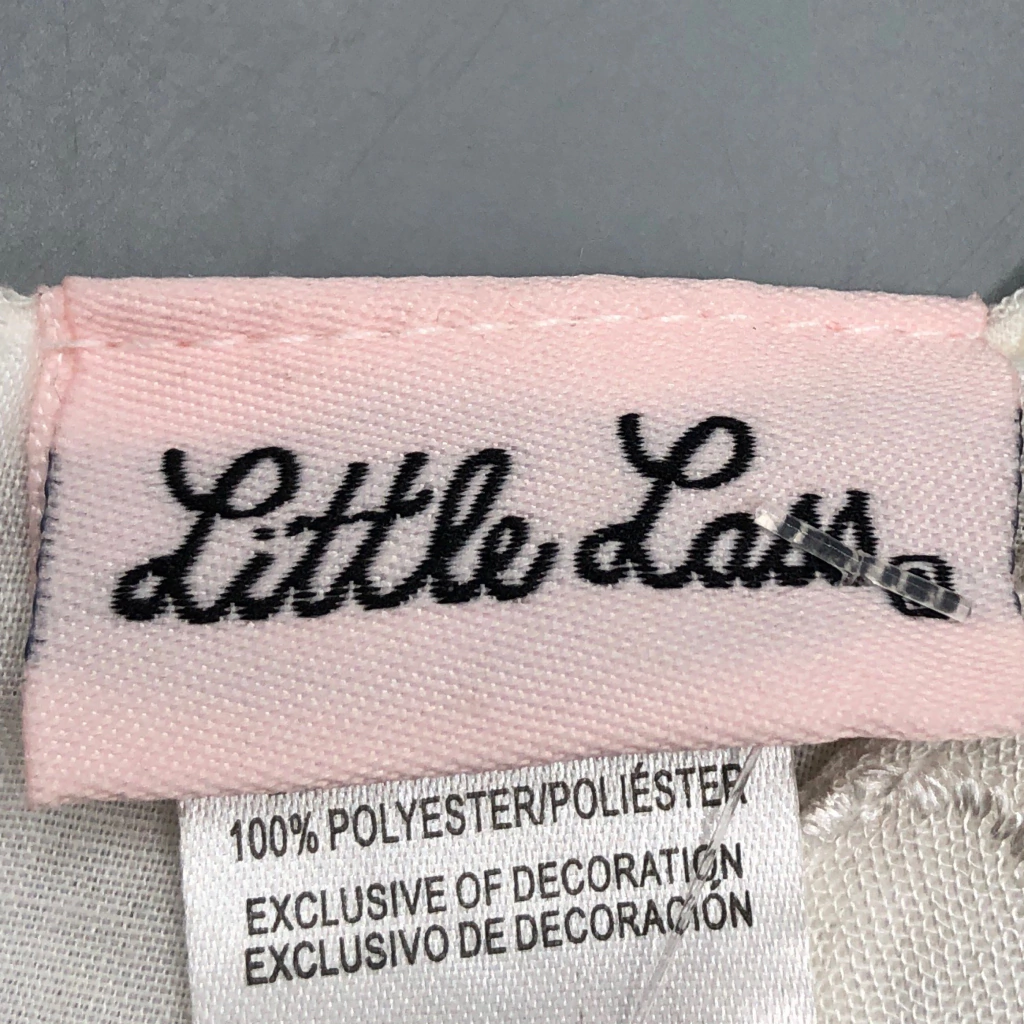 Little Lass®
100% POLYESTER/POLIÉSTER
EXCLUSIVE OF DECORATION
EXCLUSIVO DE DECORACIÓN